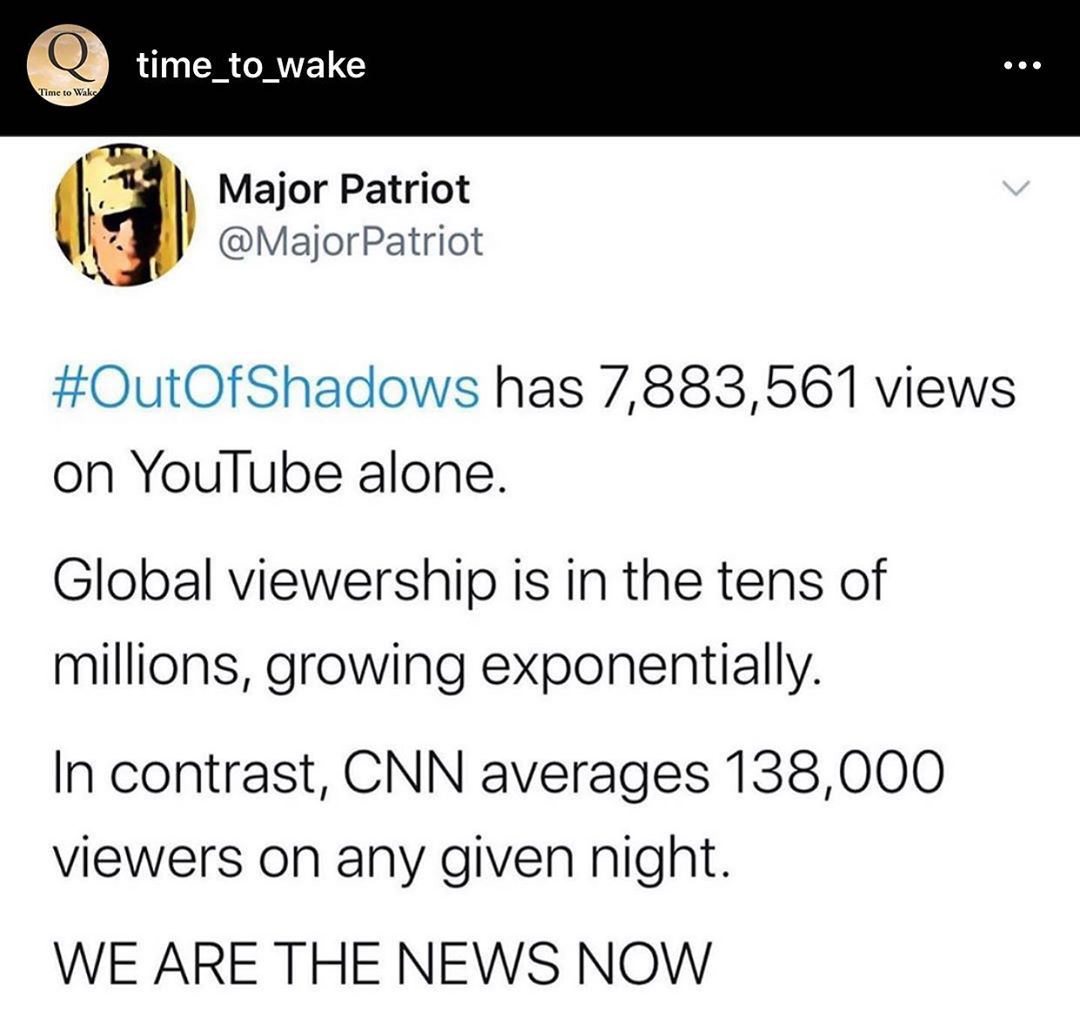 Q
Time to Wake
time_to_wake
Major Patriot
@MajorPatriot
#OutOfShadows has 7,883,561 views
on YouTube alone.
Global viewership is in the tens of
millions, growing exponentially.
In contrast, CNN averages 138,000
viewers on any given night.
WE ARE THE NEWS NOW